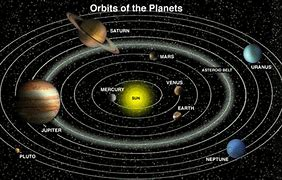 Orbits of the Planets
SATURN
MARS
URANUS
ASTEROID BELT
MERCURY
VENUS
SUN
EARTH
JUPITER
PLUTO
NEPTUNE